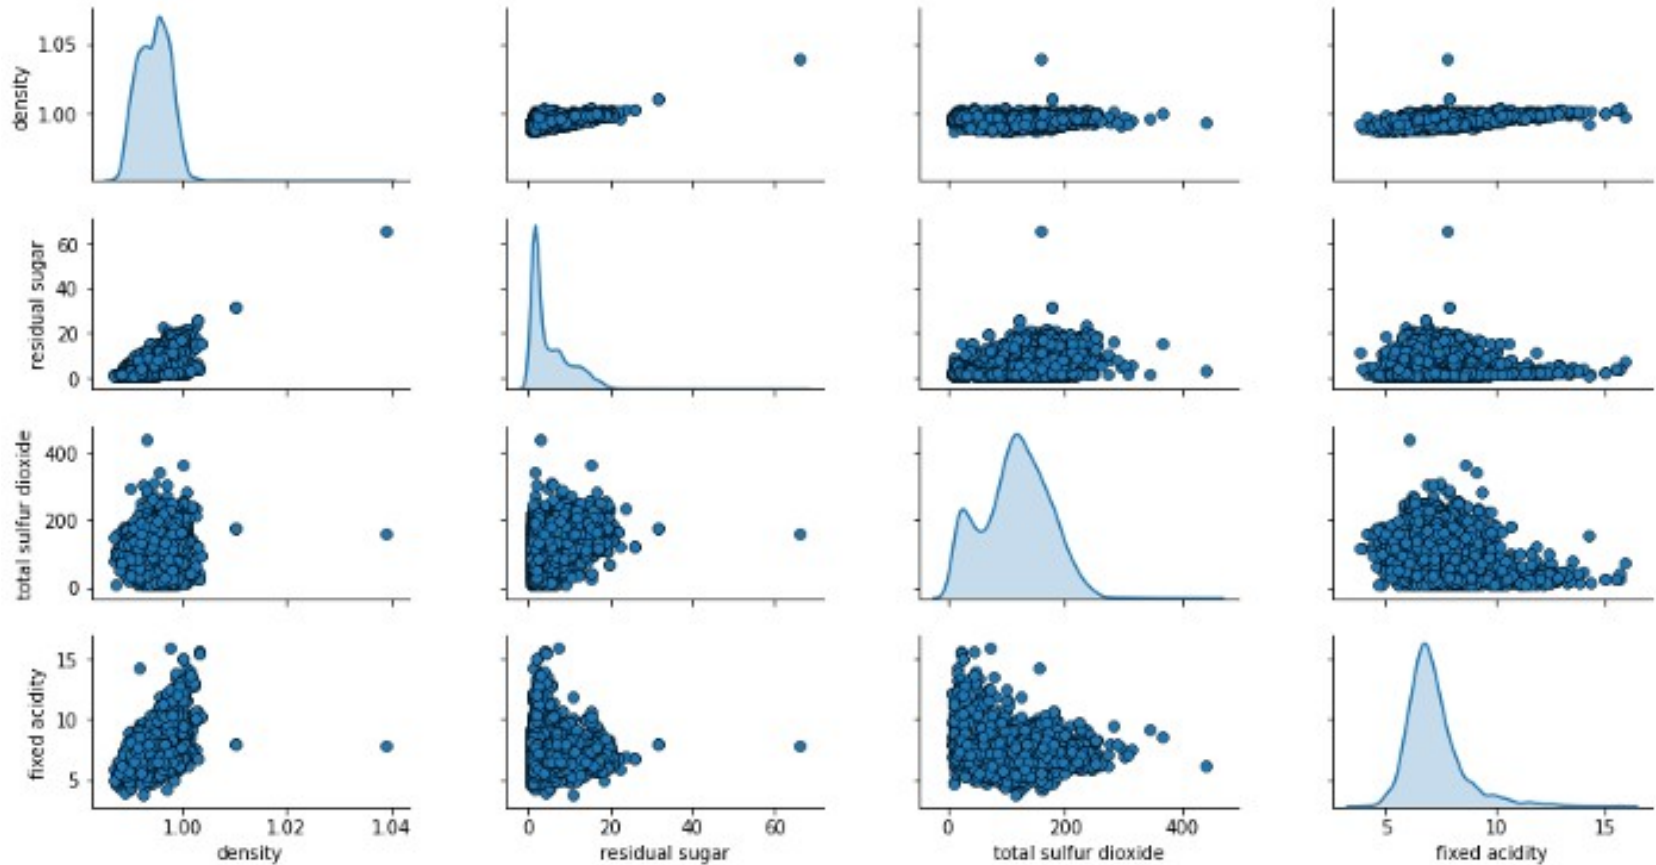 density
1.05
1.00
residual sugar
60
40
20
0
total sulfur dioxide
400
200
0
fixed acidity
15
10
5
1.00 1.02 1.04
0 20 40 60
0 200 400
5 10 15
density
residual sugar
total sulfur dioxide
fixed acidity